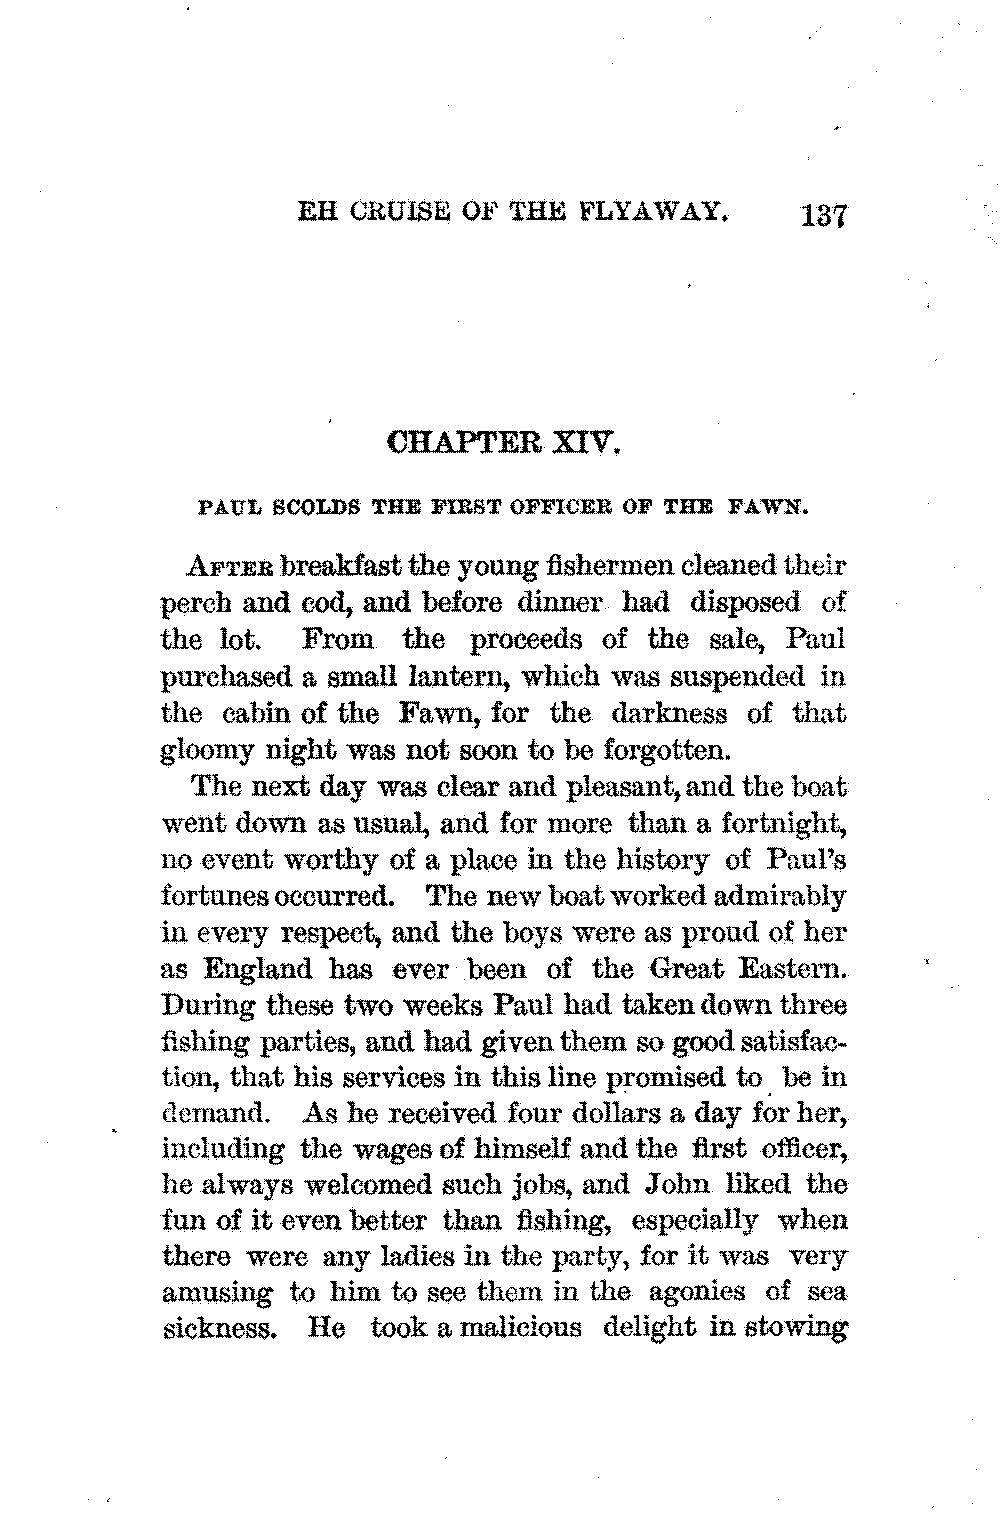 EH CRUISE OF THE FLYAWAY. 137
CHAPTER XIV.
PAUL SCOLDS THE FIRST OFFICER OF THE FAWN.
AFTER breakfast the young fishermen cleaned their
perch and cod, and before dinner had disposed of
the lot. From the proceeds of the sale, Paul
purchased a small lantern, which was suspended in
the cabin of the Fawn, for the darkness of that
gloomy night was not soon to be forgotten.
The next day was clear and pleasant, and the boat
went down as usual, and for more than a fortnight,
no event worthy of a place in the history of Paul's
fortunes occurred. The new boat worked admirably
in every respect, and the boys were as proud of her
as England has ever been of the Great Eastern.
During these two weeks Paul had taken down three
fishing parties, and had given them so good satisfac-
tion, that his services in this line promised to be in
demand. As he received four dollars a day for her,
including the wages of himself and the first officer,
he always welcomed such jobs, and John liked the
fun of it even better than fishing, especially when
there were any ladies in the party, for it was very
amusing to him to see them in the agonies of sea
sickness. He took a malicious delight in stowing